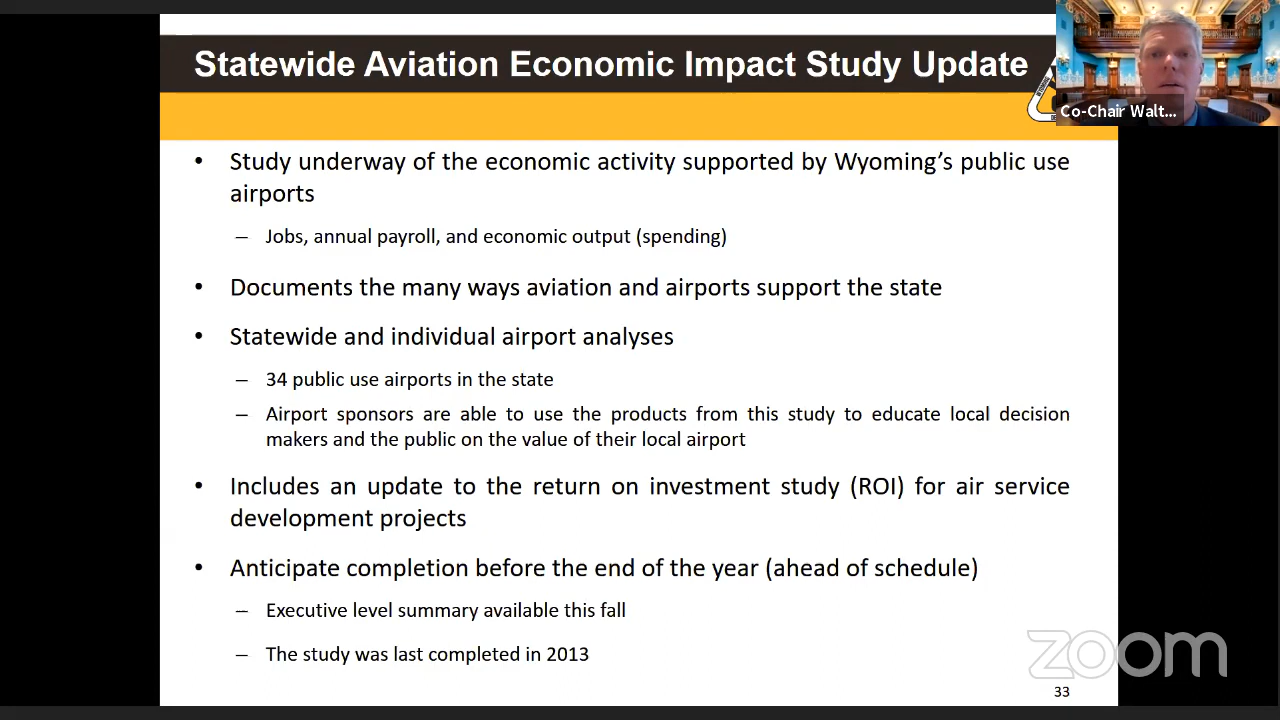 Statewide Aviation Economic Impact Study Update
Co-Chair Walt...
• Study underway of the economic activity supported by Wyoming's public use
airports
– Jobs, annual payroll, and economic output (spending)
• Documents the many ways aviation and airports support the state
• Statewide and individual airport analyses
– 34 public use airports in the state
– Airport sponsors are able to use the products from this study to educate local decision
makers and the public on the value of their local airport
• Includes an update to the return on investment study (ROI) for air service
development projects
• Anticipate completion before the end of the year (ahead of schedule)
– Executive level summary available this fall
– The study was last completed in 2013
zoom
33